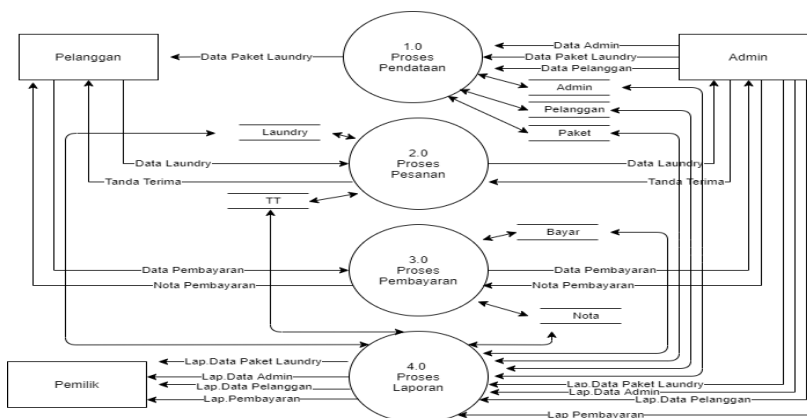 Pelanggan
Data Paket Laundry
1.0
Proses
Pendataan
Data Admin
Data Paket Laundry
Data Pelanggan
Admin
Admin
Pelanggan
Paket
Laundry
2.0
Proses
Pesanan
Data Laundry
Tanda Terima
Data Laundry
Tanda Terima
TT
Bayar
3.0
Proses
Pembayaran
Data Pembayaran
Nota Pembayaran
Data Pembayaran
Nota Pembayaran
Nota
4.0
Proses
Laporan
Pemilik
Lap.Data Paket Laundry
Lap.Data Admin
Lap.Data Pelanggan
Lap.Pembayaran
Lap.Data Paket Laundry
Lap.Data Admin
Lap.Data Pelanggan
Lap Pembayaran